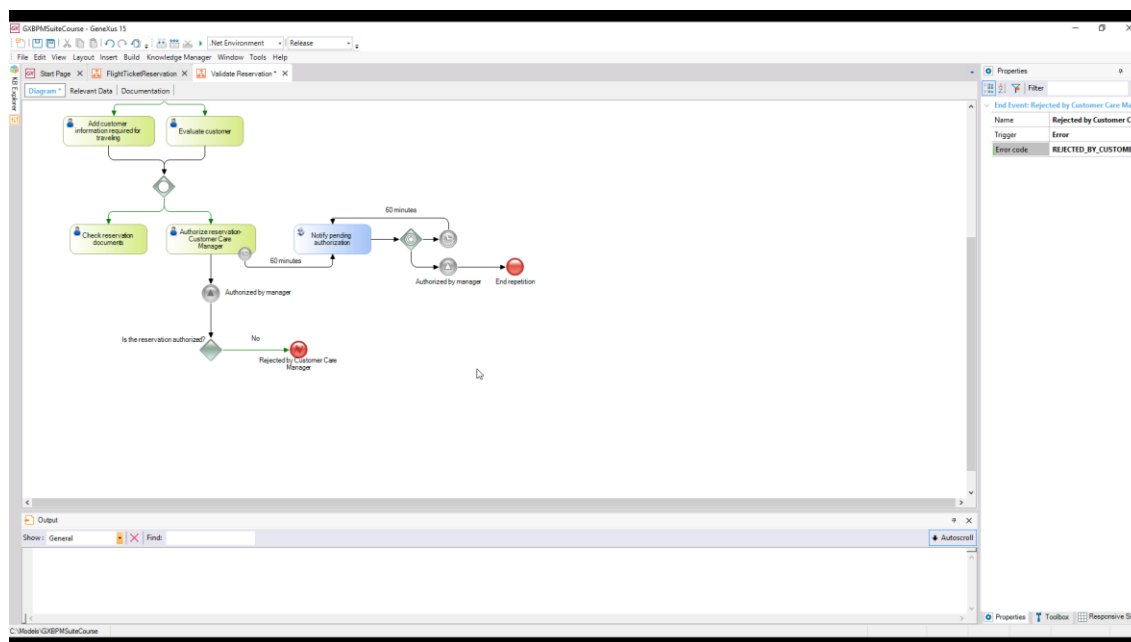 GXBPMSuiteCourse - GeneXus 15
.Net Environment Release
File Edit View Layout Insert Build Knowledge Manager Window Tools Help
Start Page X FlightTicketReservation X Validate Reservation * X
Diagram * Relevant Data Documentation
KB Explorer
Add customer
information required for
traveling
Evaluate customer
Check reservation
documents
Authorize reservation-
Customer Care
Manager
60 minutes
Notify pending
authorization
60 minutes
Authorized by manager
End repetition
Authorized by manager
Is the reservation authorized?
No
Rejected by Customer Care
Manager
Properties
Filter
End Event: Rejected by Customer Care Ma
Name Rejected by Customer C
Trigger Error
Error code REJECTED_BY_CUSTOME
Output
Show: General Find:
Autoscroll
Properties Toolbox Responsive Si
C:\Models\GXBPMSuiteCourse